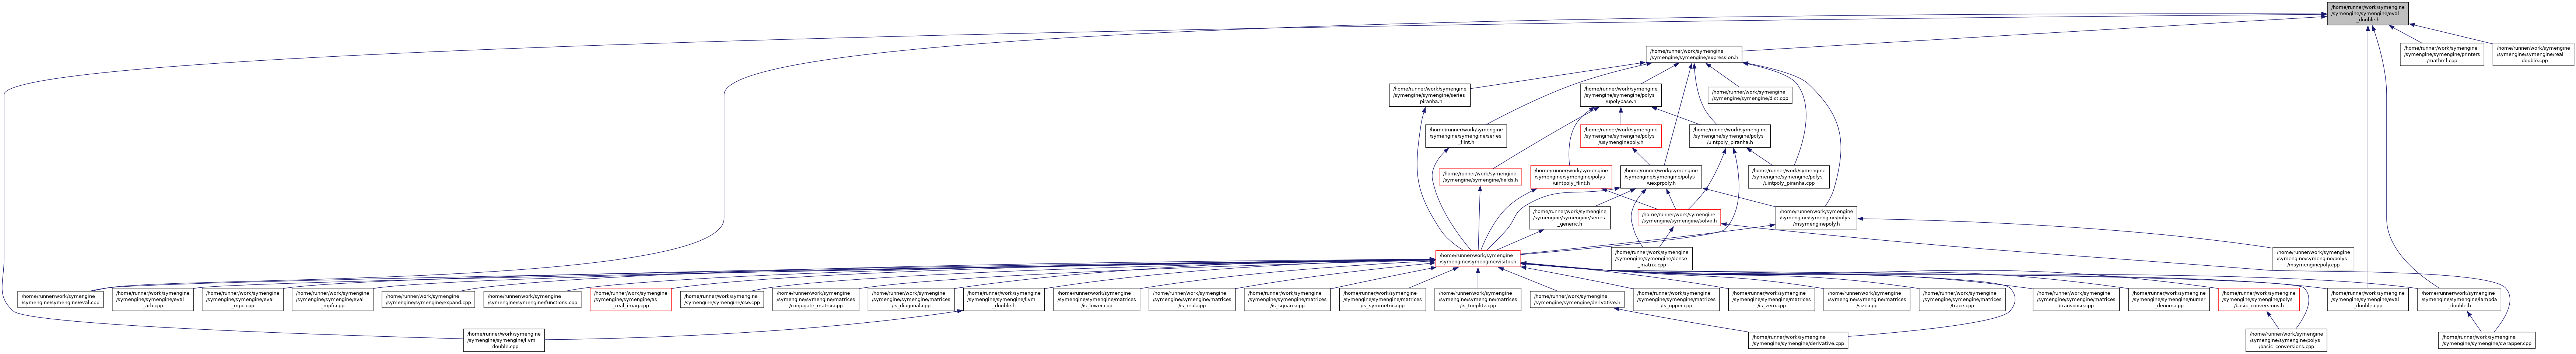 /home/runner/work/symengine
/symengine/symengine/eval
_double.h
/home/runner/work/symengine
/symengine/symengine/expression.h
/home/runner/work/symengine
/symengine/symengine/printers
/mathml.cpp
/home/runner/work/symengine
/symengine/symengine/real
_double.cpp
/home/runner/work/symengine
/symengine/symengine/series
_piranha.h
/home/runner/work/symengine
/symengine/symengine/polys
/upolybase.h
/home/runner/work/symengine
/symengine/symengine/dict.cpp
/home/runner/work/symengine
/symengine/symengine/series
_flint.h
/home/runner/work/symengine
/symengine/symengine/polys
/usymenginepoly.h
/home/runner/work/symengine
/symengine/symengine/polys
/uintpoly_piranha.h
/home/runner/work/symengine
/symengine/symengine/fields.h
/home/runner/work/symengine
/symengine/symengine/polys
/uintpoly_flint.h
/home/runner/work/symengine
/symengine/symengine/polys
/uexprpoly.h
/home/runner/work/symengine
/symengine/symengine/polys
/uintpoly_piranha.cpp
/home/runner/work/symengine
/symengine/symengine/series
_generic.h
/home/runner/work/symengine
/symengine/symengine/solve.h
/home/runner/work/symengine
/symengine/symengine/polys
/msymenginepoly.h
/home/runner/work/symengine
/symengine/symengine/visitor.h
/home/runner/work/symengine
/symengine/symengine/dense
_matrix.cpp
/home/runner/work/symengine
/symengine/symengine/polys
/msymenginepoly.cpp
/home/runner/work/symengine
/symengine/symengine/eval.cpp
/home/runner/work/symengine
/symengine/symengine/eval
_arb.cpp
/home/runner/work/symengine
/symengine/symengine/eval
_mpc.cpp
/home/runner/work/symengine
/symengine/symengine/eval
_mpfr.cpp
/home/runner/work/symengine
/symengine/symengine/expand.cpp
/home/runner/work/symengine
/symengine/symengine/functions.cpp
/home/runner/work/symengine
/symengine/symengine/as
_real_imag.cpp
/home/runner/work/symengine
/symengine/symengine/cse.cpp
/home/runner/work/symengine
/symengine/symengine/matrices
/conjugate_matrix.cpp
/home/runner/work/symengine
/symengine/symengine/matrices
/is_diagonal.cpp
/home/runner/work/symengine
/symengine/symengine/llvm
_double.h
/home/runner/work/symengine
/symengine/symengine/matrices
/is_lower.cpp
/home/runner/work/symengine
/symengine/symengine/matrices
/is_real.cpp
/home/runner/work/symengine
/symengine/symengine/matrices
/is_square.cpp
/home/runner/work/symengine
/symengine/symengine/matrices
/is_symmetric.cpp
/home/runner/work/symengine
/symengine/symengine/matrices
/is_toeplitz.cpp
/home/runner/work/symengine
/symengine/symengine/derivative.h
/home/runner/work/symengine
/symengine/symengine/matrices
/is_upper.cpp
/home/runner/work/symengine
/symengine/symengine/matrices
/is_zero.cpp
/home/runner/work/symengine
/symengine/symengine/matrices
/size.cpp
/home/runner/work/symengine
/symengine/symengine/matrices
/trace.cpp
/home/runner/work/symengine
/symengine/symengine/matrices
/transpose.cpp
/home/runner/work/symengine
/symengine/symengine/numer
_denom.cpp
/home/runner/work/symengine
/symengine/symengine/polys
/basic_conversions.h
/home/runner/work/symengine
/symengine/symengine/eval
_double.cpp
/home/runner/work/symengine
/symengine/symengine/lambda
_double.h
/home/runner/work/symengine
/symengine/symengine/llvm
_double.cpp
/home/runner/work/symengine
/symengine/symengine/derivative.cpp
/home/runner/work/symengine
/symengine/symengine/polys
/basic_conversions.cpp
/home/runner/work/symengine
/symengine/symengine/cwrapper.cpp